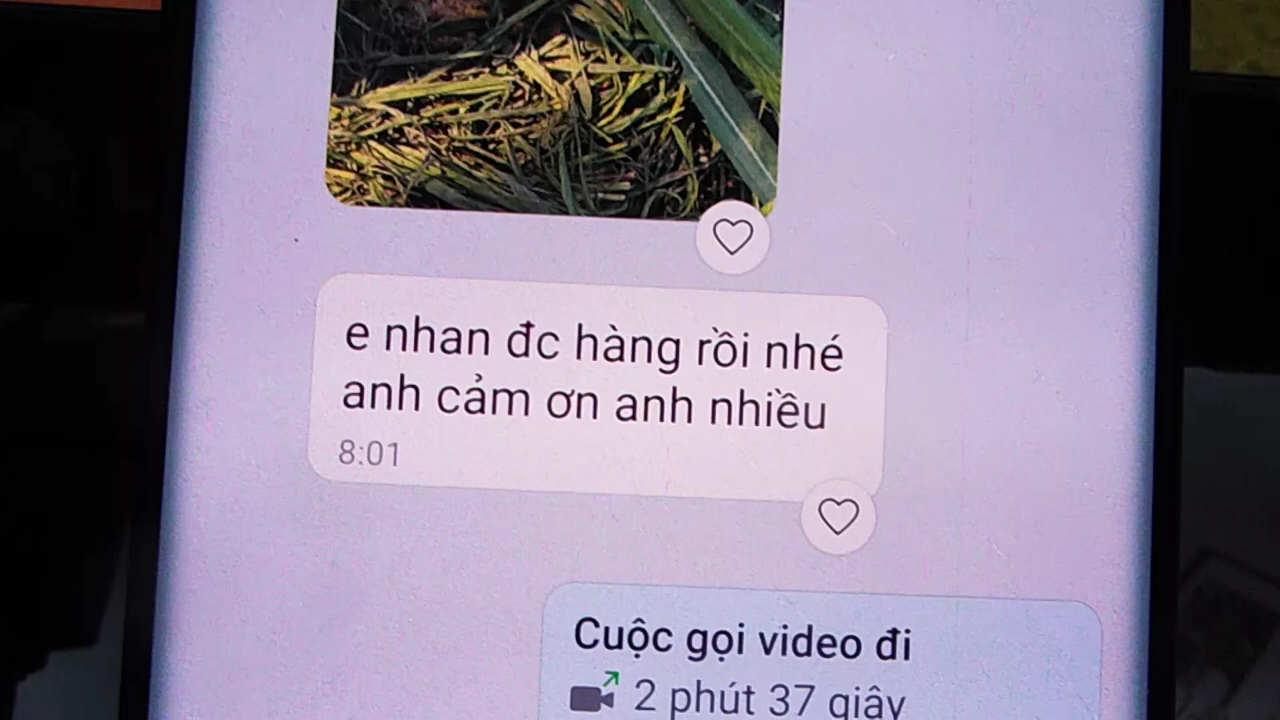 e nhan đc hàng rồi nhé
anh cảm ơn anh nhiều
8:01
Cuộc gọi video đi
2 phút 37 giây